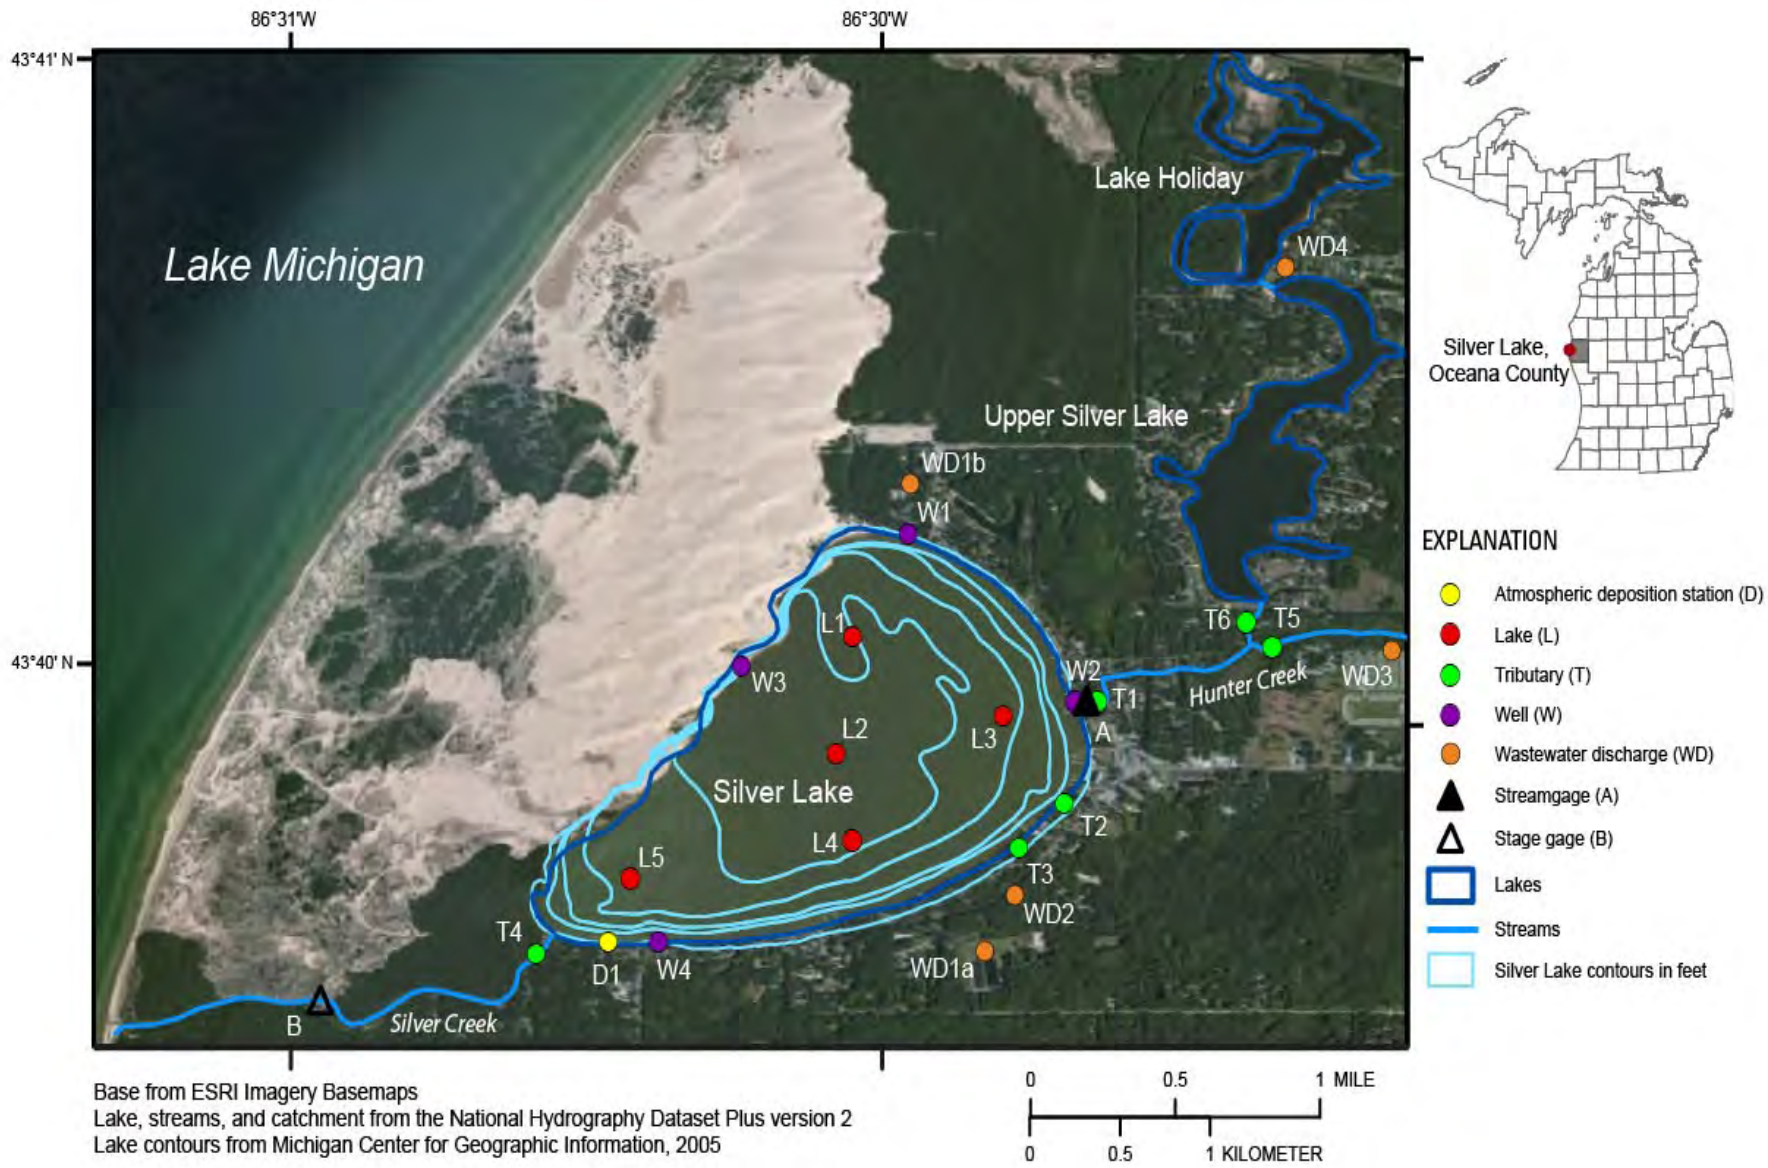 86°31'W
86°30'W
43°41' N
Lake Holiday
WD4
Lake Michigan
Silver Lake,
Oceana County
Upper Silver Lake
WD1b
W1
EXPLANATION
Atmospheric deposition station (D)
L1
T6
T5
Lake (L)
43°40' N
W3
W2
Hunter Creek
WD3
Tributary (T)
T1
L2
L3
A
Well (W)
Wastewater discharge (WD)
Silver Lake
Streamgage (A)
T2
L4
Stage gage (B)
L5
T3
Lakes
WD2
T4
Streams
D1
W4
WD1a
Silver Lake contours in feet
B
Silver Creek
Base from ESRI Imagery Basemaps
Lake, streams, and catchment from the National Hydrography Dataset Plus version 2
Lake contours from Michigan Center for Geographic Information, 2005
0 0.5 1 MILE
0 0.5 1 KILOMETER